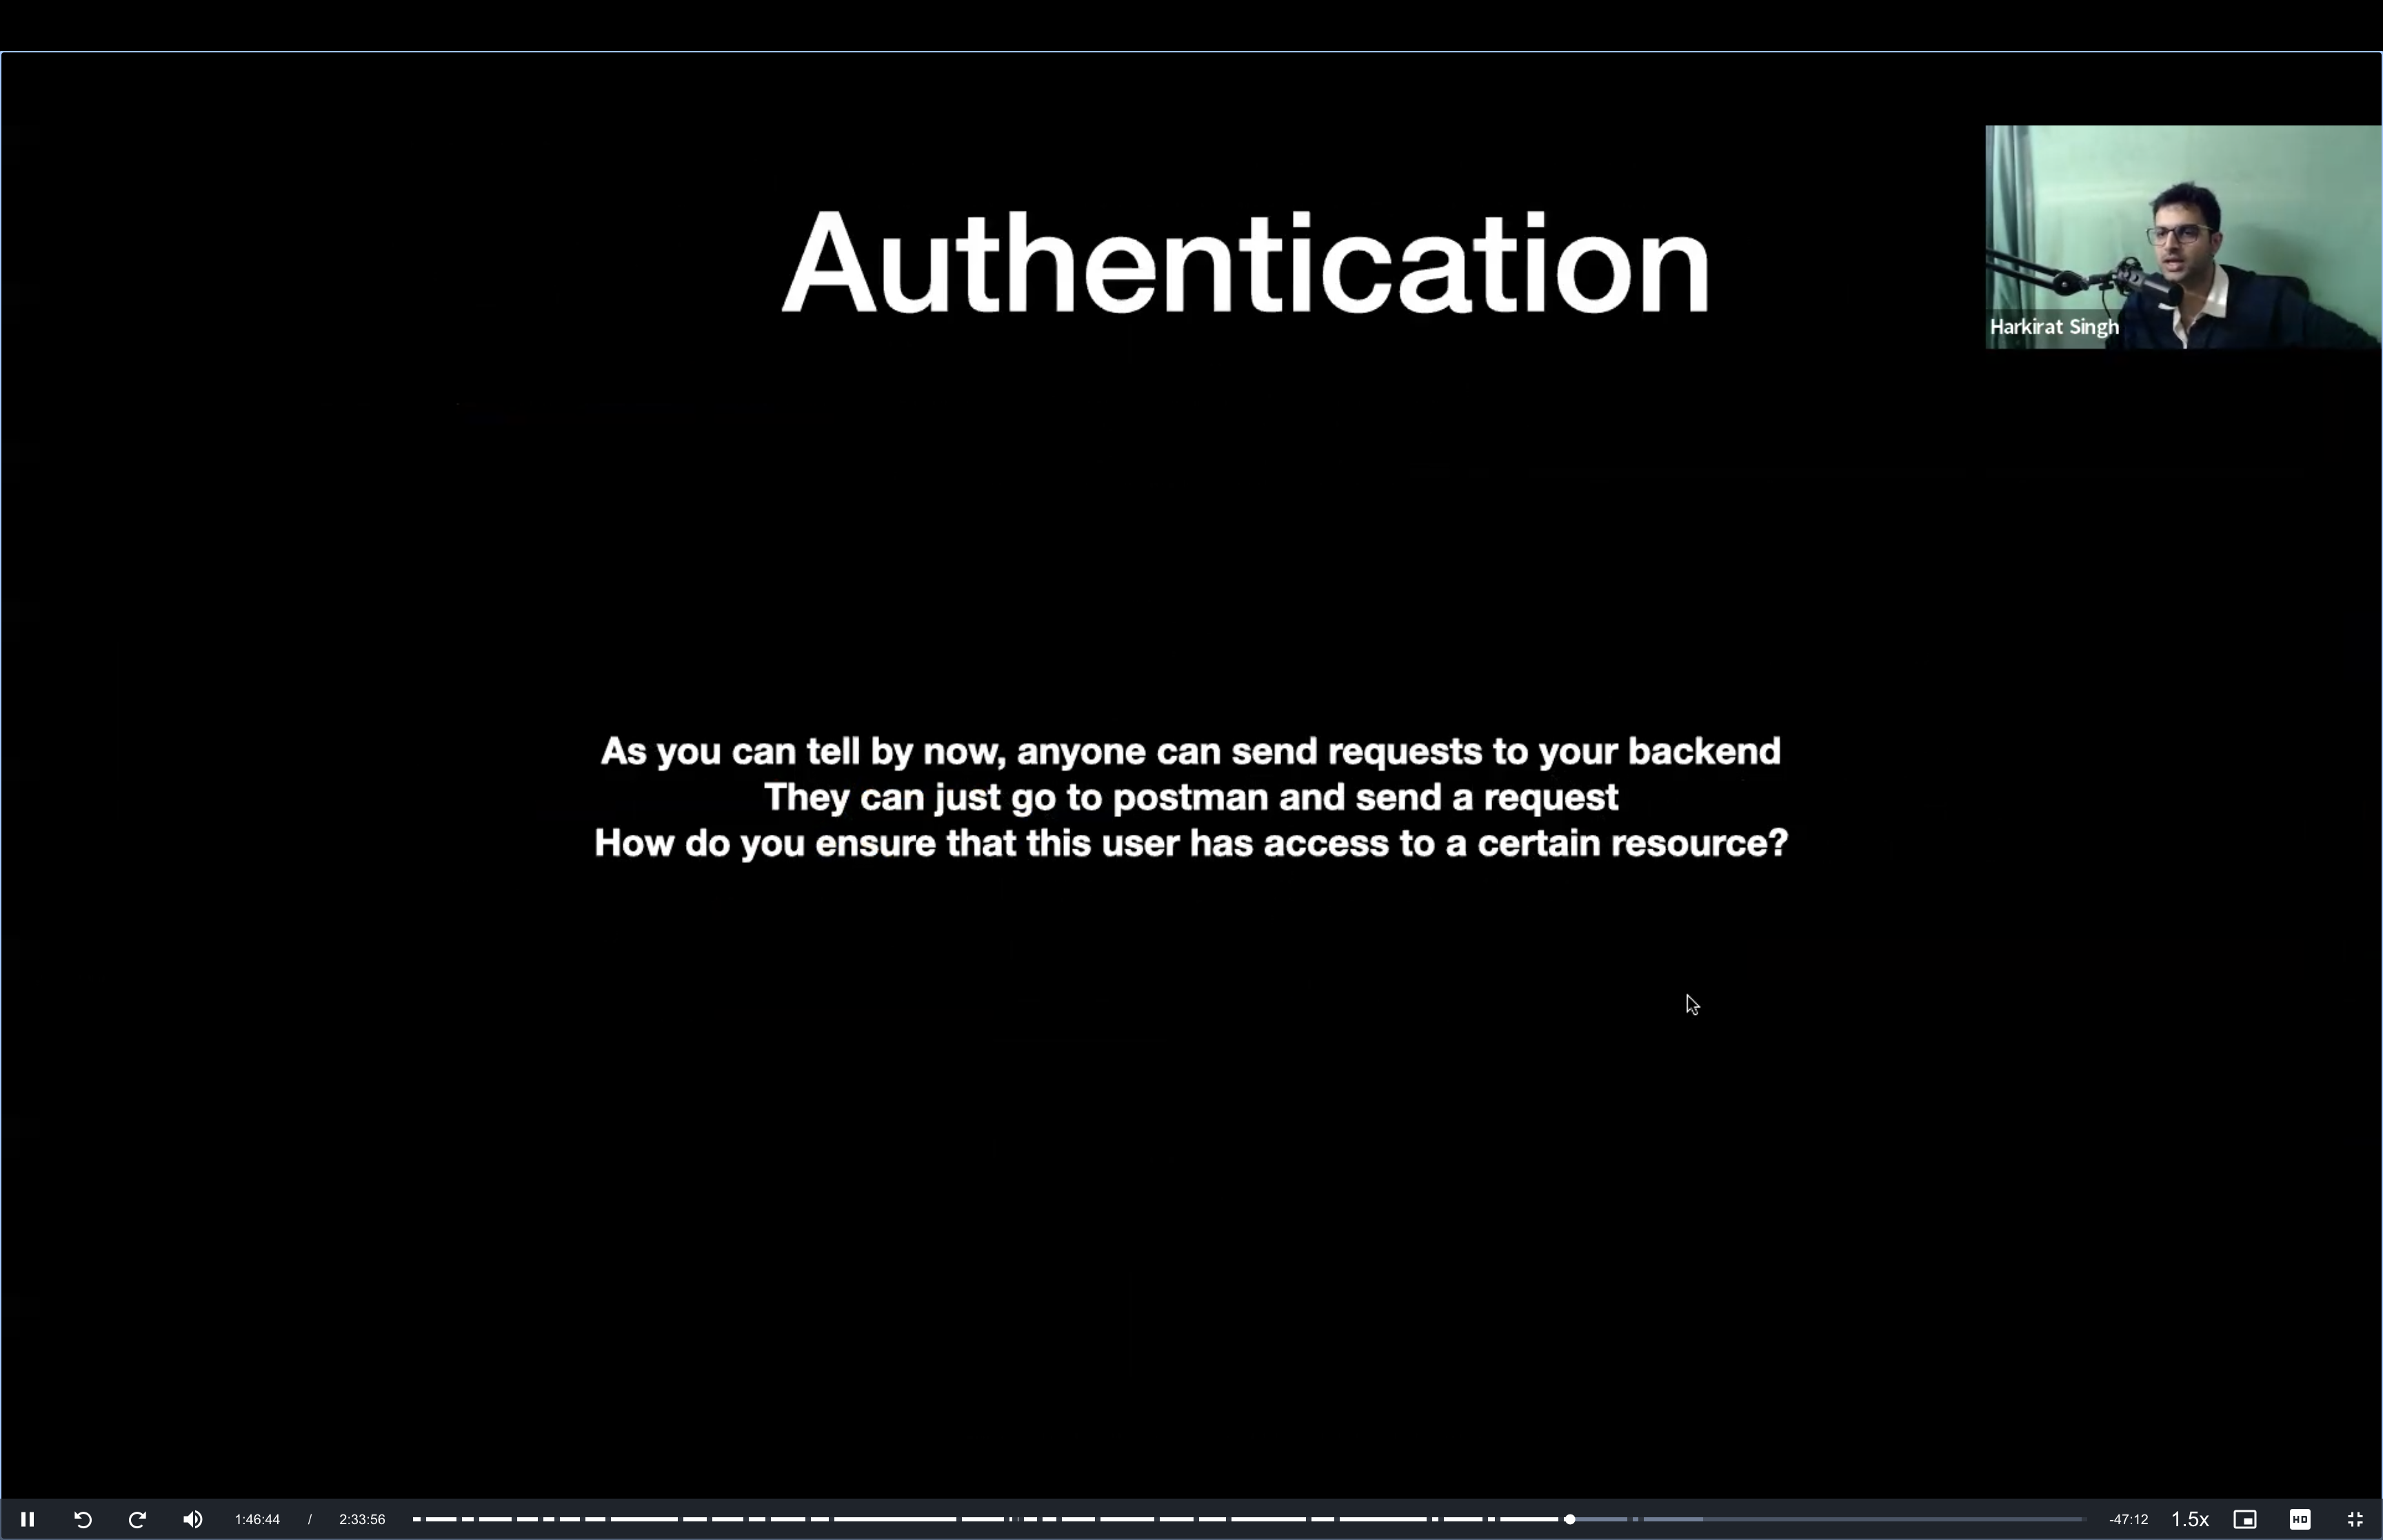 Authentication
Harkirat Singh
As you can tell by now, anyone can send requests to your backend
They can just go to postman and send a request
How do you ensure that this user has access to a certain resource?
1:46:44 / 2:33:56 -47:12 1.5x HD